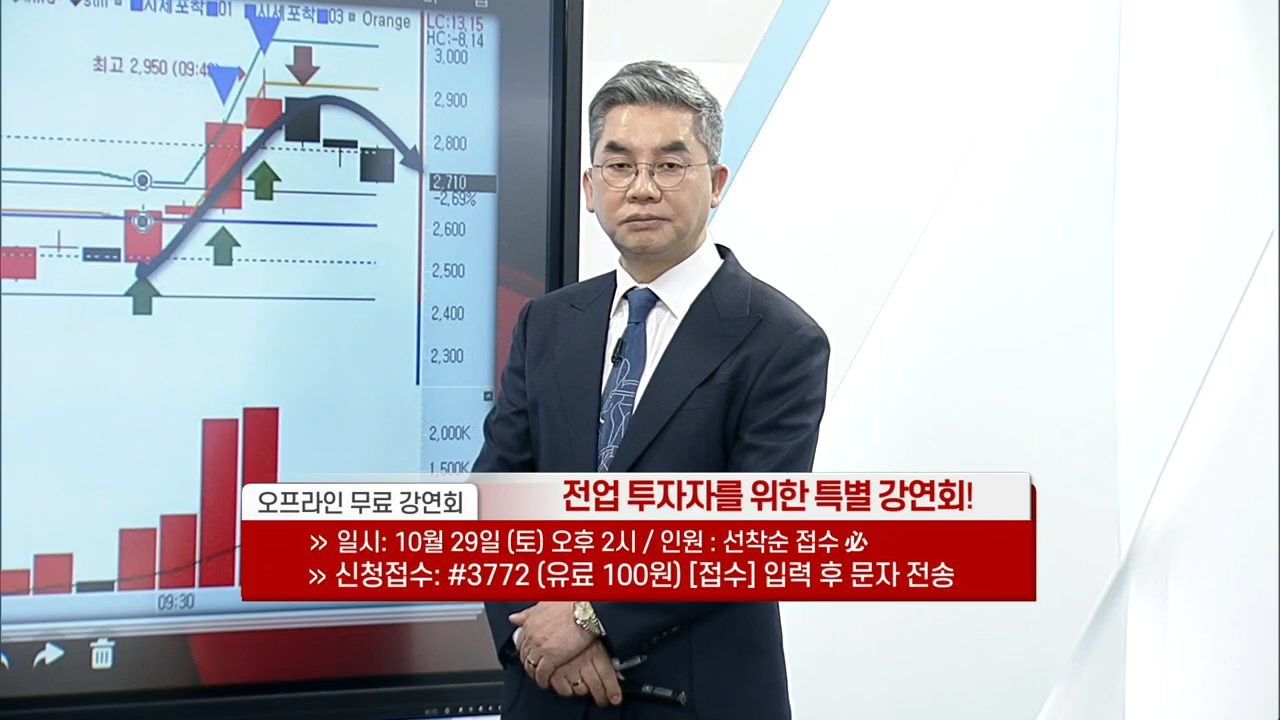 시세포착 01 시세포착 03 Orange
LC:13.15
HC:-8.14
최고 2,950
3,000
2,900
2,800
2,710
-2.69%
2,600
2,500
2,400
2,300
2,000K
1,500K
09:30
오프라인 무료 강연회
전업 투자자를 위한 특별 강연회!
» 일시: 10월 29일 (토) 오후 2시 / 인원 : 선착순 접수 必
» 신청접수: #3772 (유료 100원) [접수] 입력 후 문자 전송